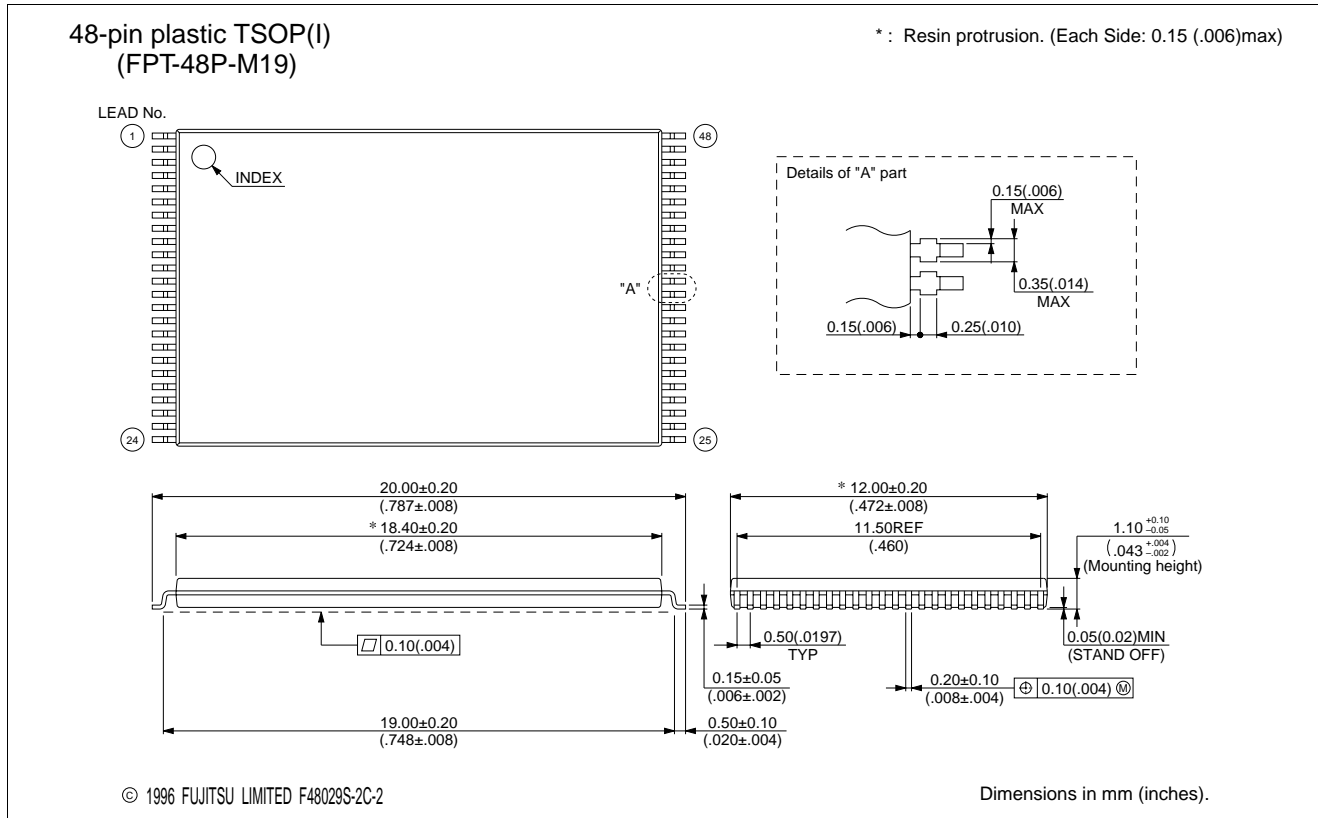 48-pin plastic TSOP(I)
(FPT-48P-M19)
* : Resin protrusion. (Each Side: 0.15 (.006)max)
LEAD No.
1
48
INDEX
"A"
24
25
Details of "A" part
0.15(.006)
MAX
0.35(.014)
MAX
0.15(.006)
0.25(.010)
20.00±0.20
(.787±.008)
* 18.40±0.20
(.724±.008)
0.10(.004)
0.15±0.05
(.006±.002)
19.00±0.20
(.748±.008)
0.50±0.10
(.020±.004)
* 12.00±0.20
(.472±.008)
11.50REF
(.460)
1.10 +0.10 –0.05
(.043 +.004 –.002)
(Mounting height)
0.50(.0197)
TYP
0.05(0.02)MIN
(STAND OFF)
0.20±0.10
(.008±.004)
0.10(.004) Ⓜ
© 1996 FUJITSU LIMITED F48029S-2C-2
Dimensions in mm (inches).